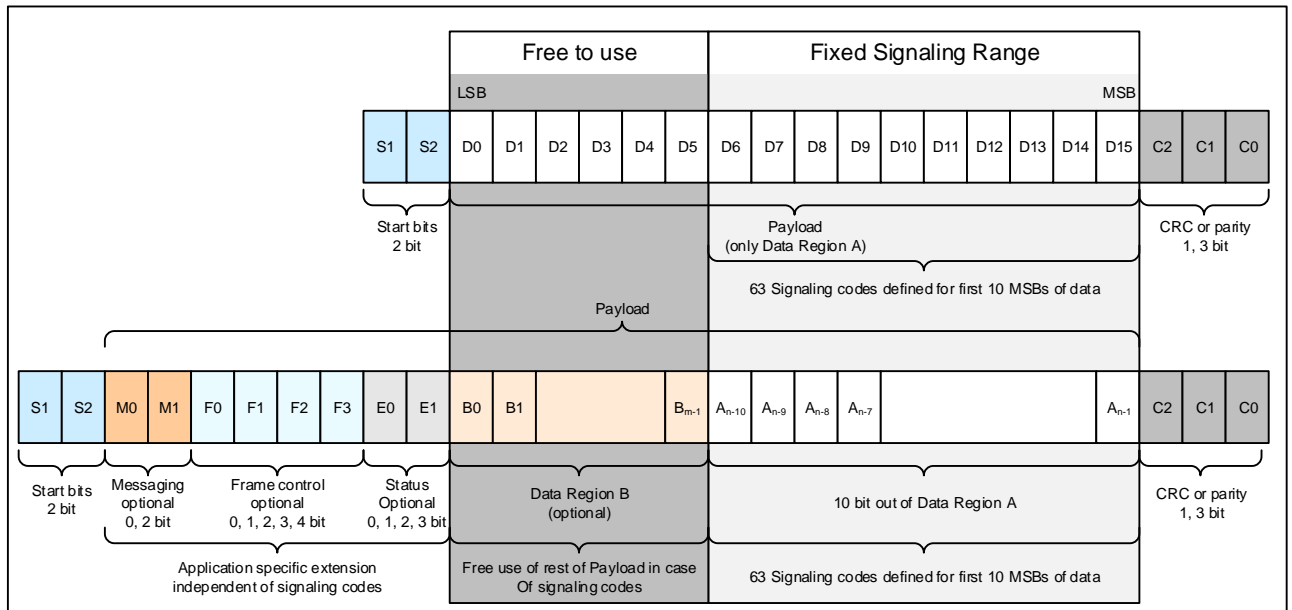 Free to use Fixed Signaling Range
LSB MSB
S1 S2 D0 D1 D2 D3 D4 D5 D6 D7 D8 D9 D10 D11 D12 D13 D14 D15 C2 C1 C0
Start bits
2 bit
Payload
(only Data Region A)
CRC or parity
1, 3 bit
63 Signaling codes defined for first 10 MSBs of data
Payload
S1 S2 M0 M1 F0 F1 F2 F3 E0 E1 B0 B1 Bm-1 An-10 An-9 An-8 An-7 An-1 C2 C1 C0
Start bits
2 bit
Messaging
optional
0, 2 bit
Frame control
optional
0, 1, 2, 3, 4 bit
Status
Optional
0, 1, 2, 3 bit
Data Region B
(optional)
10 bit out of Data Region A
CRC or parity
1, 3 bit
Application specific extension
independent of signaling codes
Free use of rest of Payload in case
Of signaling codes
63 Signaling codes defined for first 10 MSBs of data